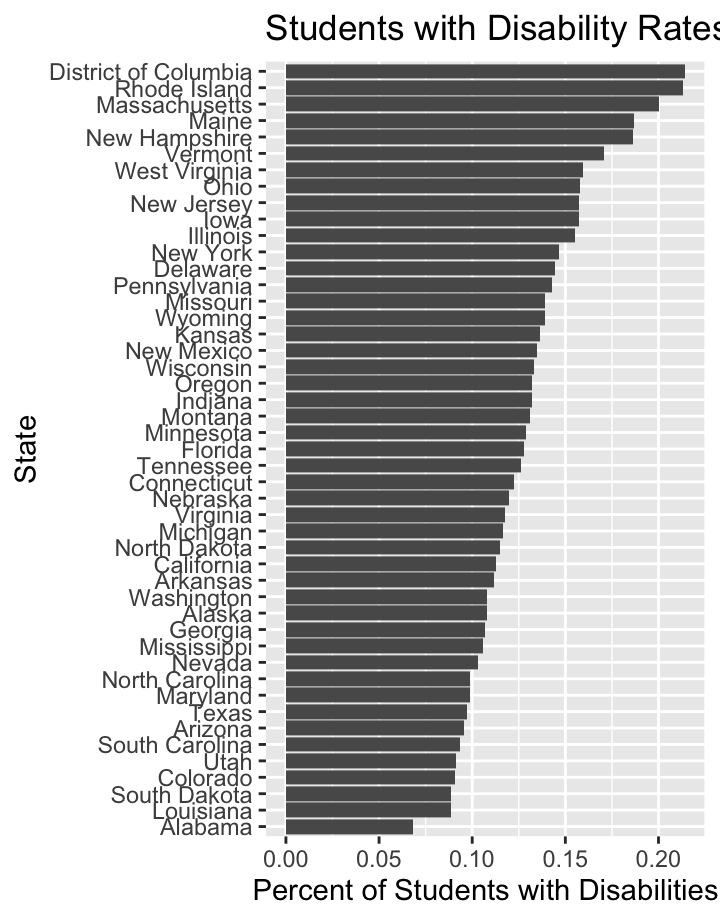 Students with Disability Rates
District of Columbia
Rhode Island
Massachusetts
Maine
New Hampshire
Vermont
West Virginia
Ohio
New Jersey
Iowa
Illinois
New York
Delaware
Pennsylvania
Missouri
Wyoming
Kansas
New Mexico
Wisconsin
Oregon
Indiana
Montana
Minnesota
Florida
Tennessee
Connecticut
Nebraska
Virginia
Michigan
North Dakota
California
Arkansas
Washington
Alaska
Georgia
Mississippi
Nevada
North Carolina
Maryland
Texas
Arizona
South Carolina
Utah
Colorado
South Dakota
Louisiana
Alabama
State
0.00 0.05 0.10 0.15 0.20
Percent of Students with Disabilities